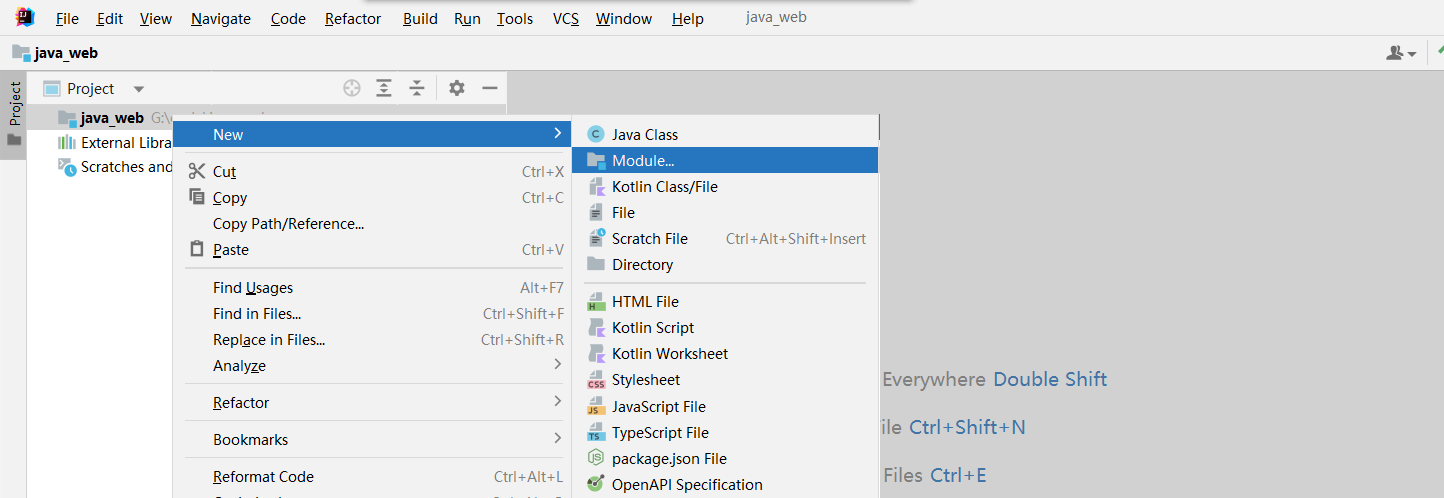 File Edit View Navigate Code Refactor Build Run Tools VCS Window Help java_web
java_web
Project
Project
java_web G:\
External Libra
Scratches and
New
Cut Ctrl+X
Copy Ctrl+C
Copy Path/Reference...
Paste Ctrl+V
Find Usages Alt+F7
Find in Files... Ctrl+Shift+F
Replace in Files... Ctrl+Shift+R
Analyze
Refactor
Bookmarks
Reformat Code Ctrl+Alt+L
Java Class
Module...
Kotlin Class/File
File
Scratch File Ctrl+Alt+Shift+Insert
Directory
HTML File
Kotlin Script
Kotlin Worksheet
Stylesheet
JavaScript File
TypeScript File
package.json File
OpenAPI Specification
Everywhere Double Shift
ile Ctrl+Shift+N
Files Ctrl+E